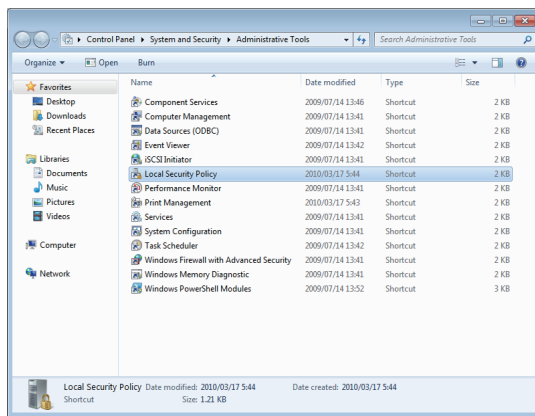 Control Panel System and Security Administrative Tools Search Administrative Tools
Organize Open Burn
Name Date modified Type Size
Favorites
Desktop
Downloads
Recent Places
Libraries
Documents
Music
Pictures
Videos
Computer
Network
Component Services 2009/07/14 13:46 Shortcut 2 KB
Computer Management 2009/07/14 13:41 Shortcut 2 KB
Data Sources (ODBC) 2009/07/14 13:41 Shortcut 2 KB
Event Viewer 2009/07/14 13:42 Shortcut 2 KB
iSCSI Initiator 2009/07/14 13:41 Shortcut 2 KB
Local Security Policy 2010/03/17 5:44 Shortcut 2 KB
Performance Monitor 2009/07/14 13:41 Shortcut 2 KB
Print Management 2010/03/17 5:43 Shortcut 2 KB
Services 2009/07/14 13:41 Shortcut 2 KB
System Configuration 2009/07/14 13:41 Shortcut 2 KB
Task Scheduler 2009/07/14 13:42 Shortcut 2 KB
Windows Firewall with Advanced Security 2009/07/14 13:41 Shortcut 2 KB
Windows Memory Diagnostic 2009/07/14 13:41 Shortcut 2 KB
Windows PowerShell Modules 2009/07/14 13:52 Shortcut 3 KB
Local Security Policy Date modified: 2010/03/17 5:44 Date created: 2010/03/17 5:44
Shortcut Size: 1.21 KB